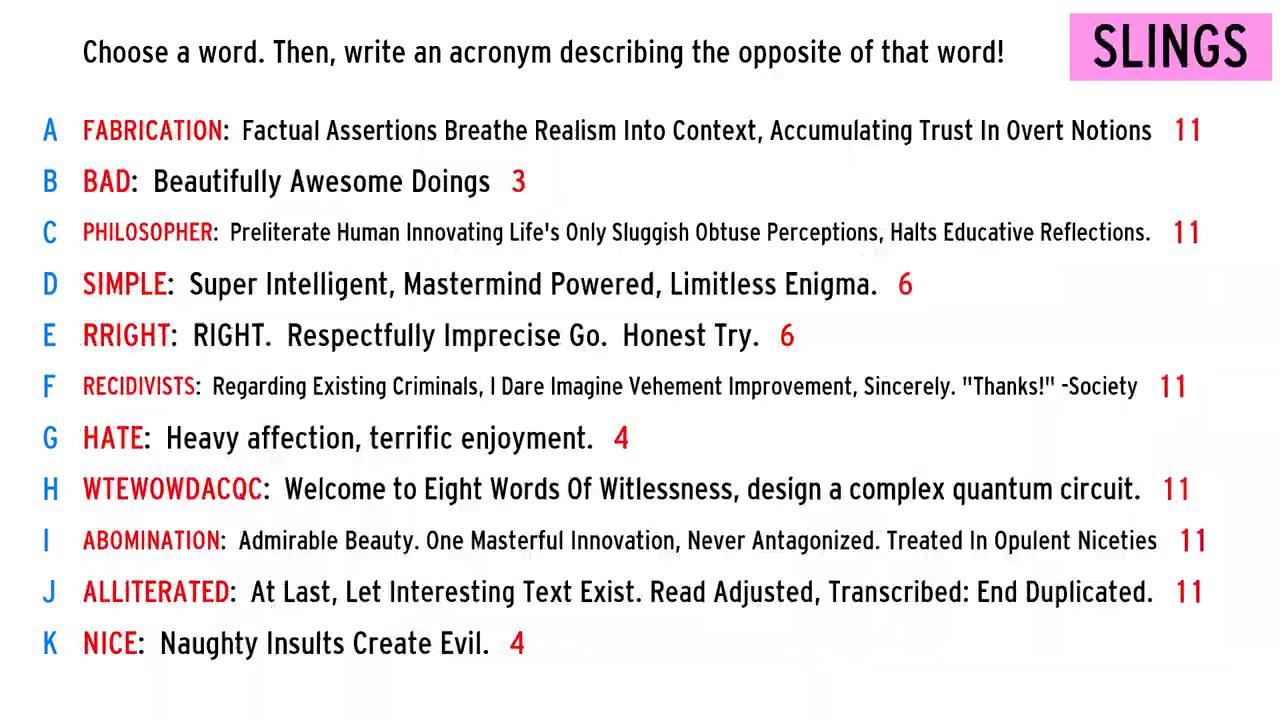 Choose a word. Then, write an acronym describing the opposite of that word!
SLINGS
A FABRICATION: Factual Assertions Breathe Realism Into Context, Accumulating Trust In Overt Notions 11
B BAD: Beautifully Awesome Doings 3
C PHILOSOPHER: Preliterate Human Innovating Life's Only Sluggish Obtuse Perceptions, Halts Educative Reflections. 11
D SIMPLE: Super Intelligent, Mastermind Powered, Limitless Enigma. 6
E RRIGHT: RIGHT. Respectfully Imprecise Go. Honest Try. 6
F RECIDIVISTS: Regarding Existing Criminals, I Dare Imagine Vehement Improvement, Sincerely. "Thanks!" -Society 11
G HATE: Heavy affection, terrific enjoyment. 4
H WTEWOWDACQC: Welcome to Eight Words Of Witlessness, design a complex quantum circuit. 11
I ABOMINATION: Admirable Beauty. One Masterful Innovation, Never Antagonized. Treated In Opulent Niceties 11
J ALLITERATED: At Last, Let Interesting Text Exist. Read Adjusted, Transcribed: End Duplicated. 11
K NICE: Naughty Insults Create Evil. 4